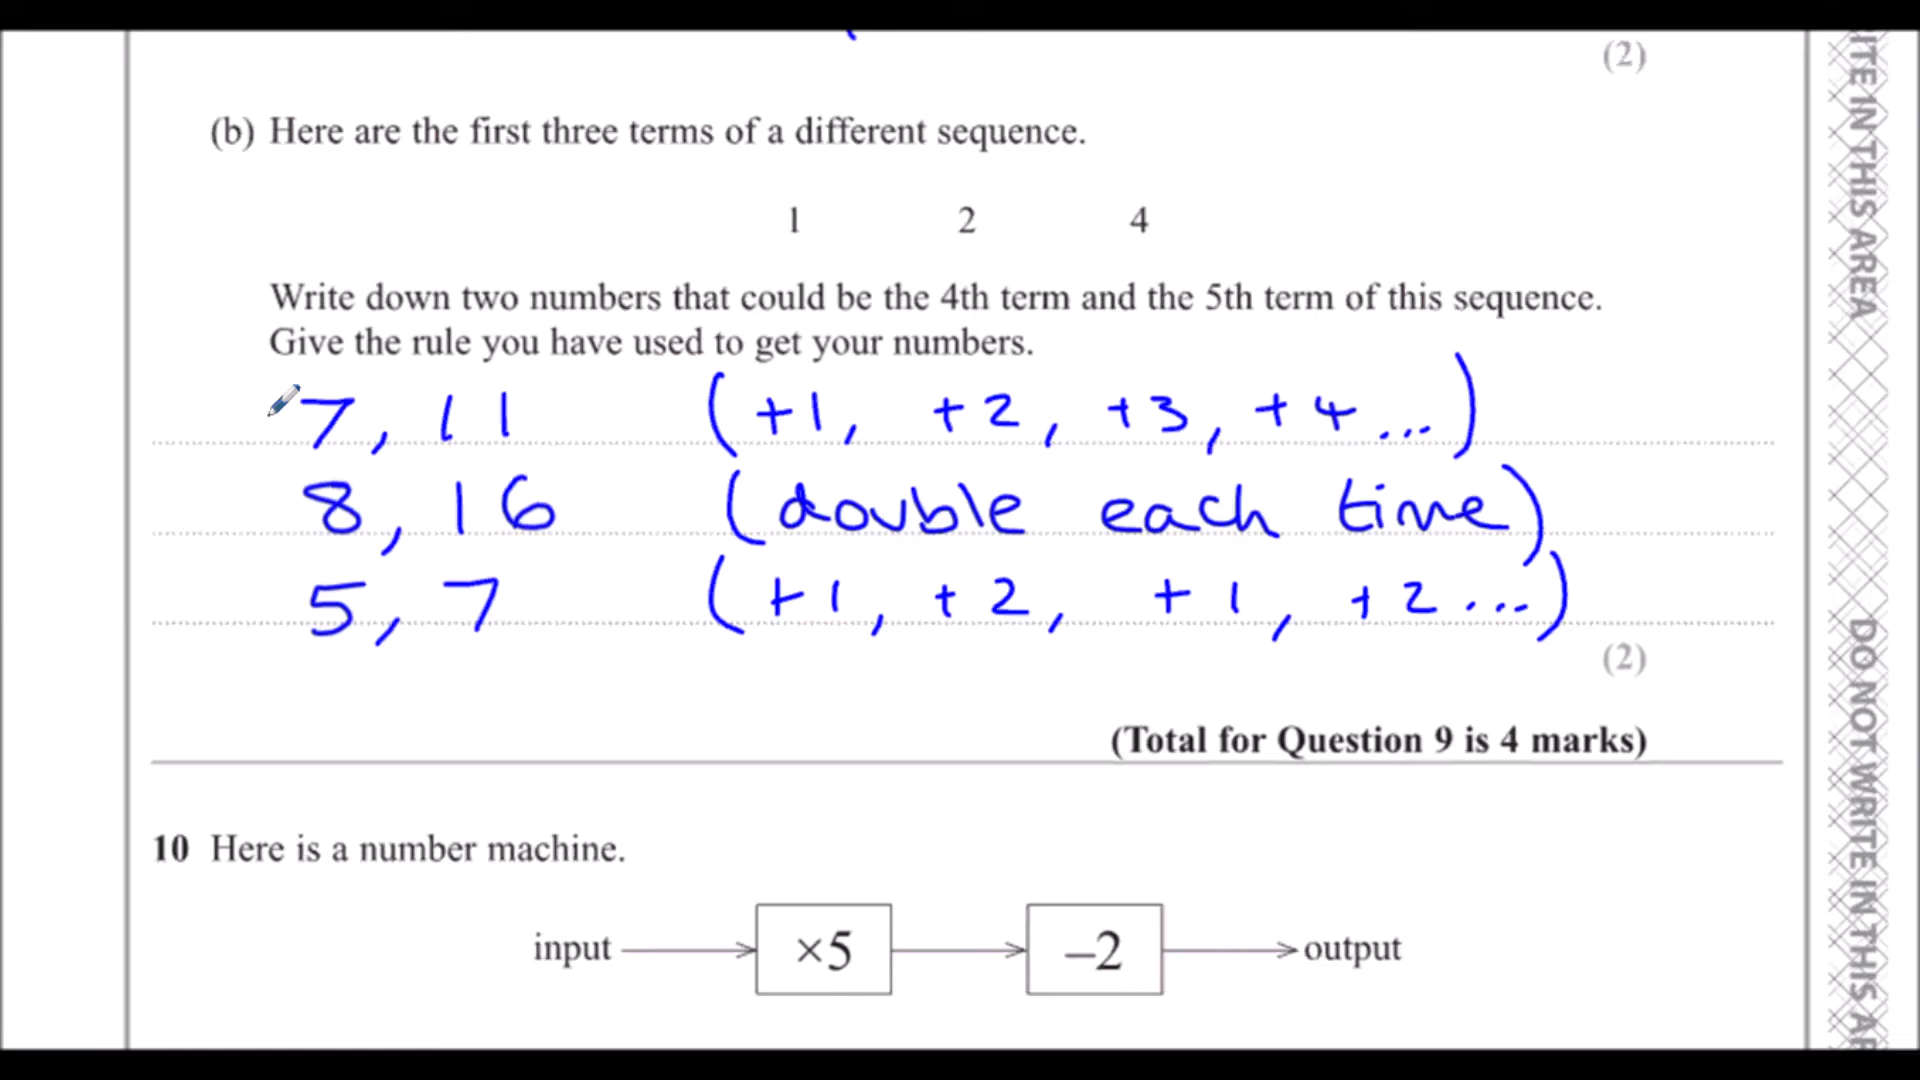 (2)
(b) Here are the first three terms of a different sequence.
1 2 4
Write down two numbers that could be the 4th term and the 5th term of this sequence.
Give the rule you have used to get your numbers.
7, 11 (+1, +2, +3, +4...)
8, 16 (double each time)
5, 7 (+1, +2, +1, +2...)
(2)
(Total for Question 9 is 4 marks)
10 Here is a number machine.
input ×5 –2 output
ITE IN THIS AREA
DO NOT WRITE IN THIS AR